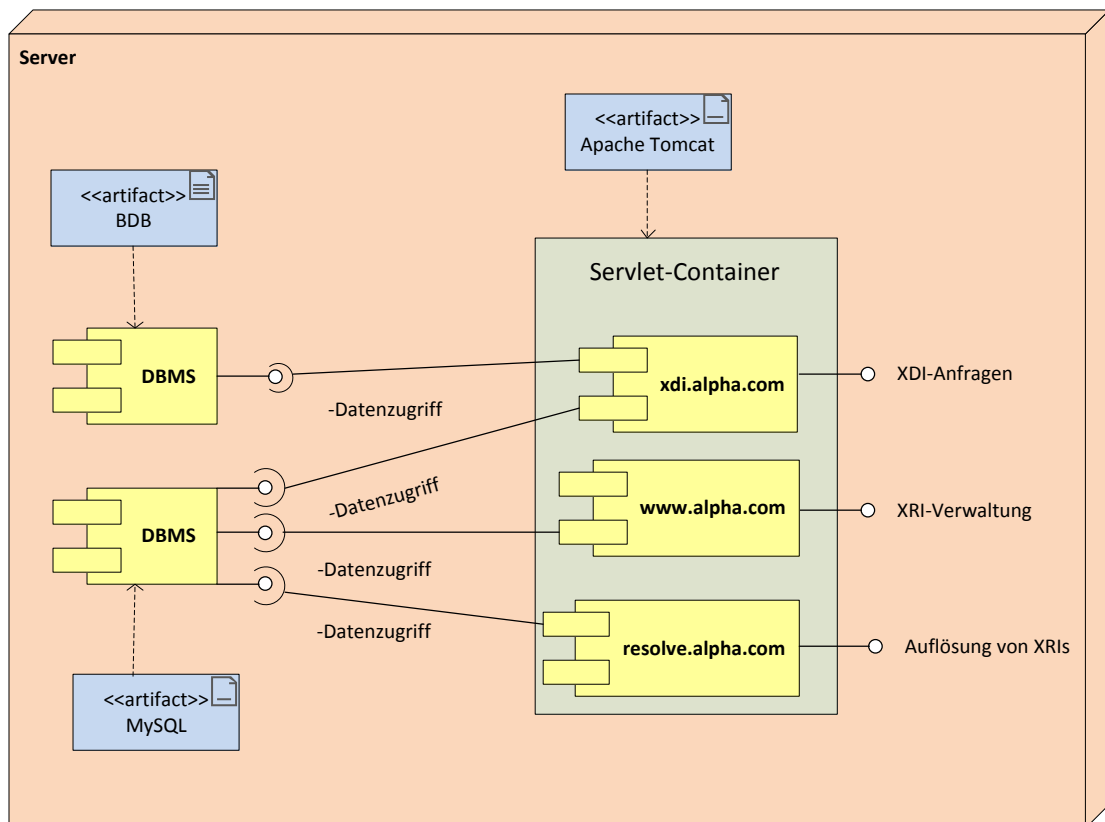 Server
<<artifact>>
Apache Tomcat
<<artifact>>
BDB
Servlet-Container
DBMS
xdi.alpha.com
XDI-Anfragen
-Datenzugriff
-Datenzugriff
DBMS
www.alpha.com
XRI-Verwaltung
-Datenzugriff
-Datenzugriff
resolve.alpha.com
Auflösung von XRIs
<<artifact>>
MySQL